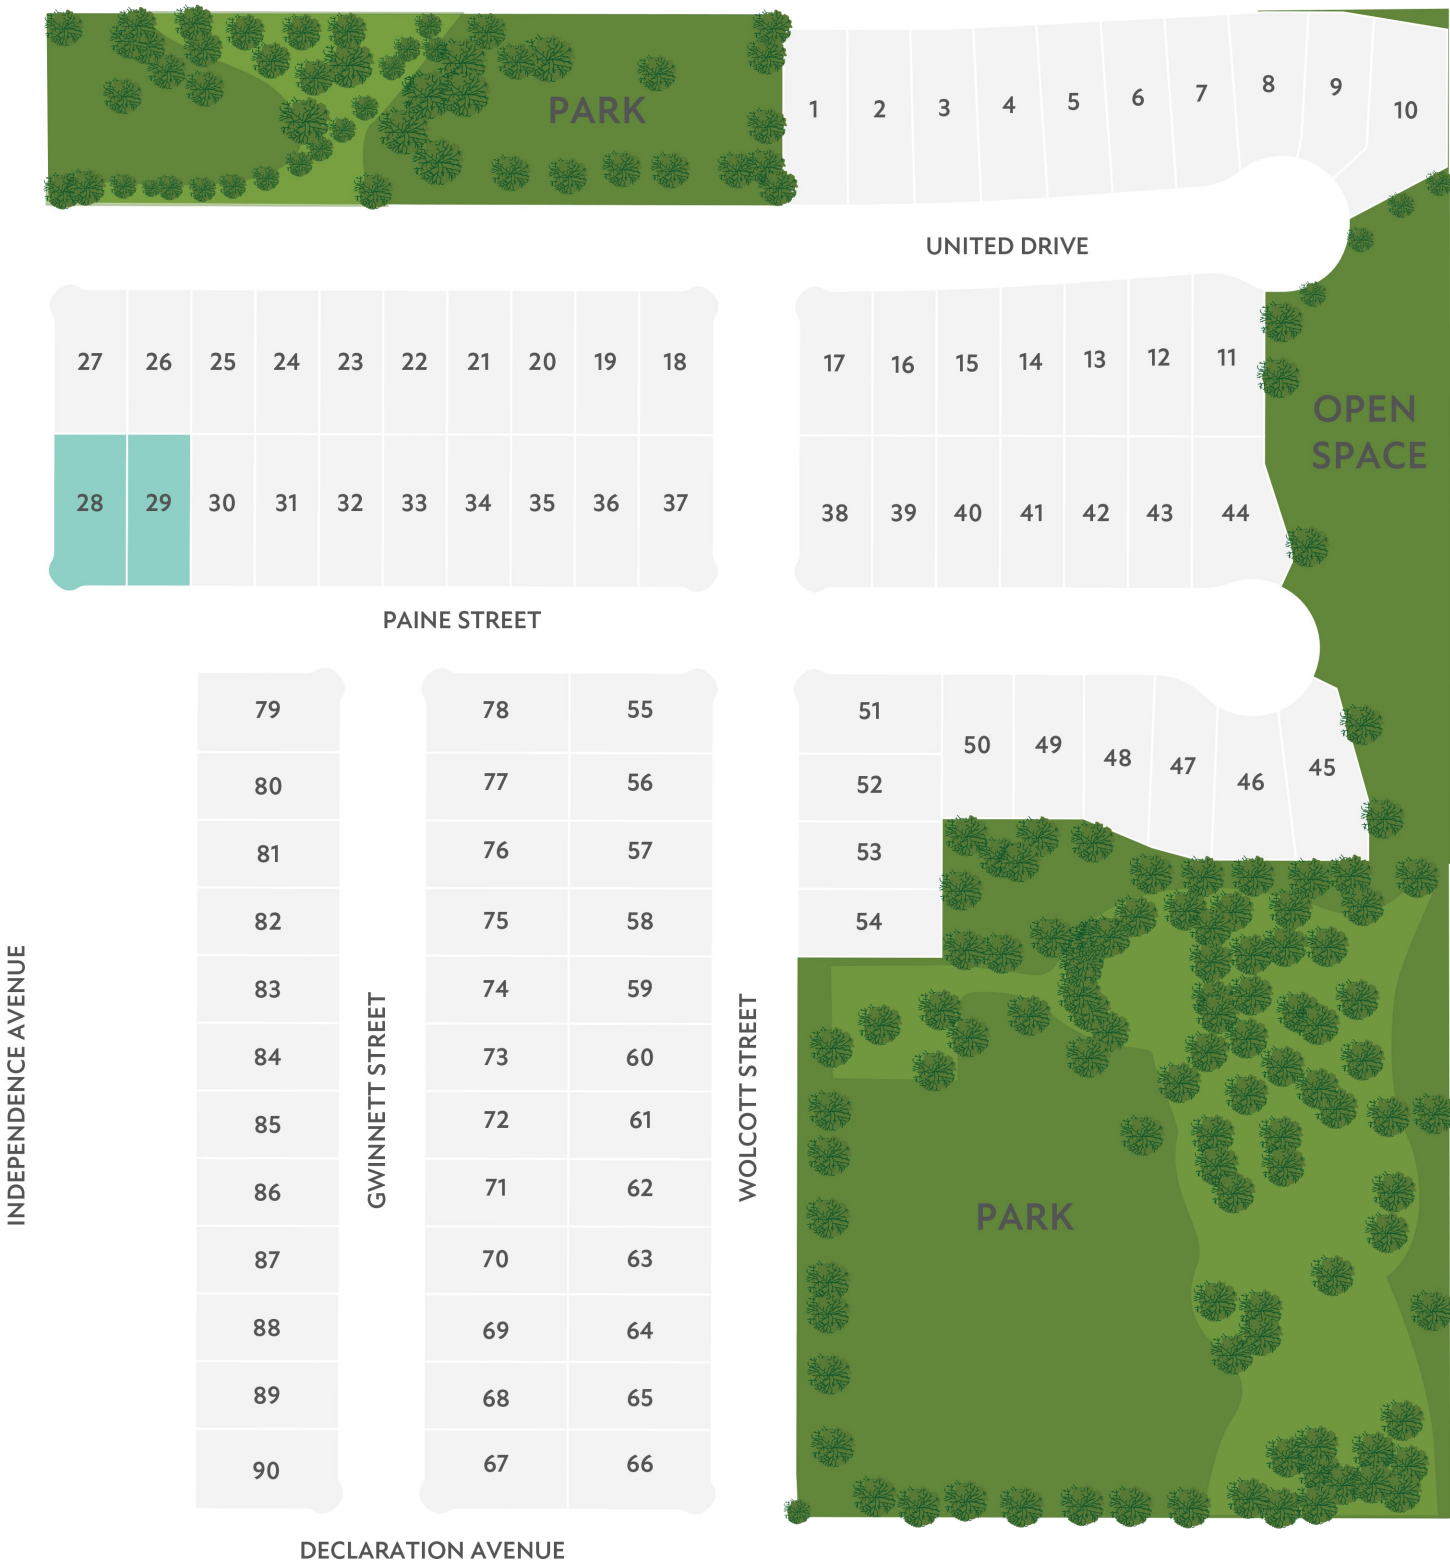 PARK
1 2 3 4 5 6 7 8 9 10
UNITED DRIVE
27 26 25 24 23 22 21 20 19 18
17 16 15 14 13 12 11
OPEN
SPACE
28 29 30 31 32 33 34 35 36 37
38 39 40 41 42 43 44
PAINE STREET
79 78 55 51
50 49 48 47 46 45
80 77 56 52
81 76 57 53
82 75 58 54
83 74 59
84 73 60
85 72 61
86 71 62
87 70 63
88 69 64
89 68 65
90 67 66
INDEPENDENCE AVENUE
GWINNETT STREET
WOLCOTT STREET
PARK
DECLARATION AVENUE